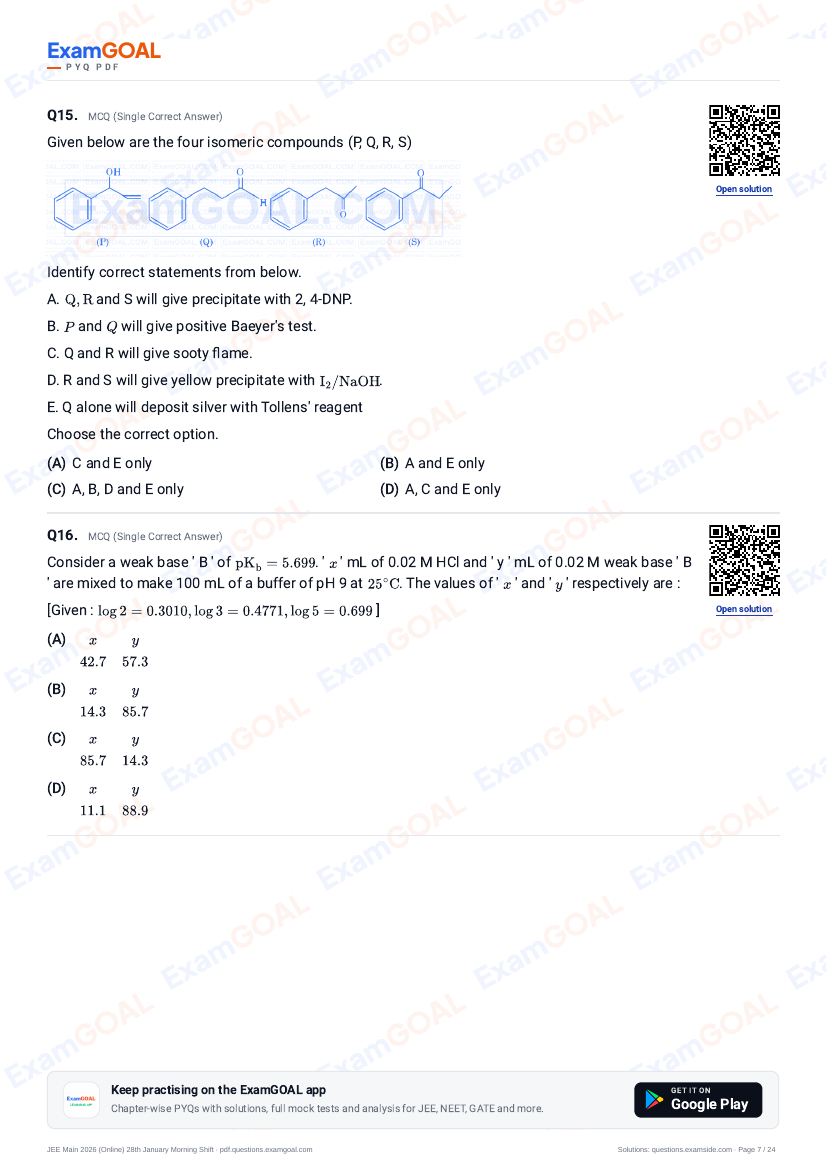 ExamGOAL
PYQ PDF
Q15. MCQ (Single Correct Answer)
Given below are the four isomeric compounds (P, Q, R, S)
OH
O
H
O
O
(P)
(Q)
(R)
(S)
ExamGOAL.COM
Open solution
Identify correct statements from below.
A. Q, R and S will give precipitate with 2, 4-DNP.
B. P and Q will give positive Baeyer's test.
C. Q and R will give sooty flame.
D. R and S will give yellow precipitate with I₂/NaOH.
E. Q alone will deposit silver with Tollens' reagent
Choose the correct option.
(A) C and E only
(B) A and E only
(C) A, B, D and E only
(D) A, C and E only
Q16. MCQ (Single Correct Answer)
Consider a weak base ' B ' of pK_b = 5.699. ' x ' mL of 0.02 M HCl and ' y ' mL of 0.02 M weak base ' B
' are mixed to make 100 mL of a buffer of pH 9 at 25°C. The values of ' x ' and ' y ' respectively are :
[Given : log 2 = 0.3010, log 3 = 0.4771, log 5 = 0.699 ]
Open solution
(A) x y
42.7 57.3
(B) x y
14.3 85.7
(C) x y
85.7 14.3
(D) x y
11.1 88.9
Keep practising on the ExamGOAL app
Chapter-wise PYQs with solutions, full mock tests and analysis for JEE, NEET, GATE and more.
GET IT ON
Google Play
JEE Main 2026 (Online) 28th January Morning Shift · pdf.questions.examgoal.com
Solutions: questions.examside.com · Page 7 / 24